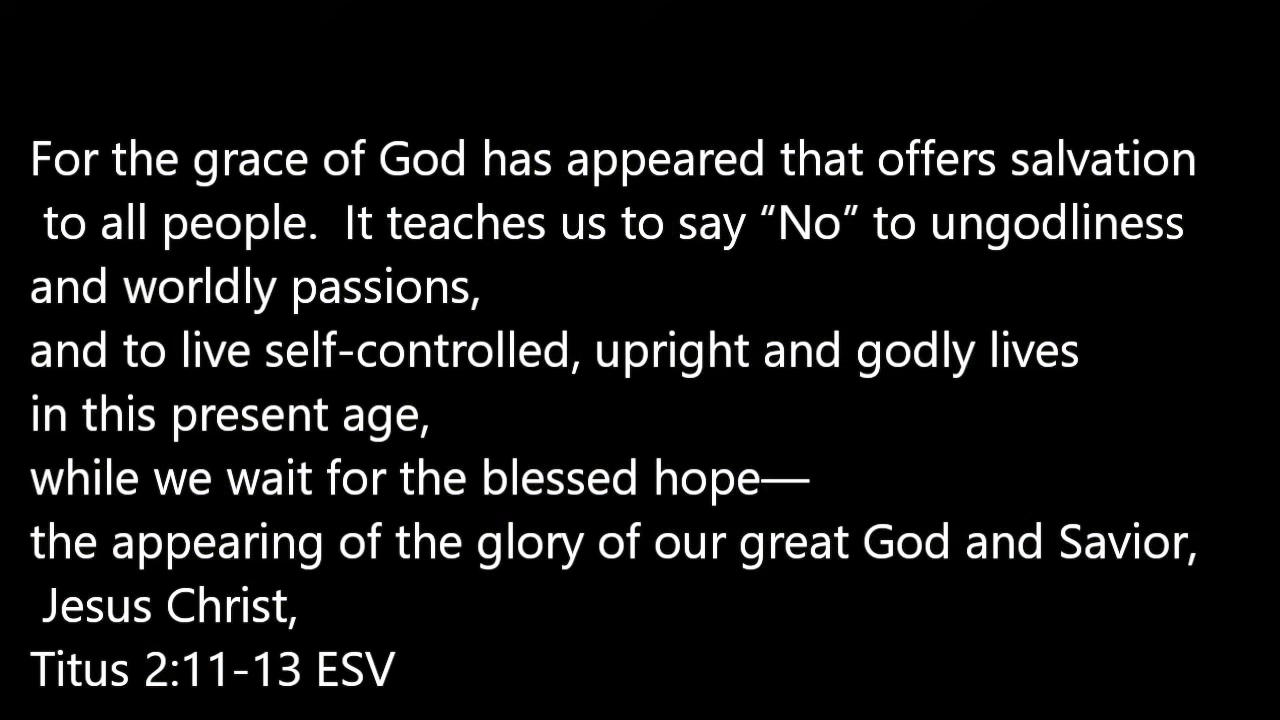 For the grace of God has appeared that offers salvation
to all people.  It teaches us to say “No” to ungodliness
and worldly passions,
and to live self-controlled, upright and godly lives
in this present age,
while we wait for the blessed hope—
the appearing of the glory of our great God and Savior,
Jesus Christ,
Titus 2:11-13 ESV